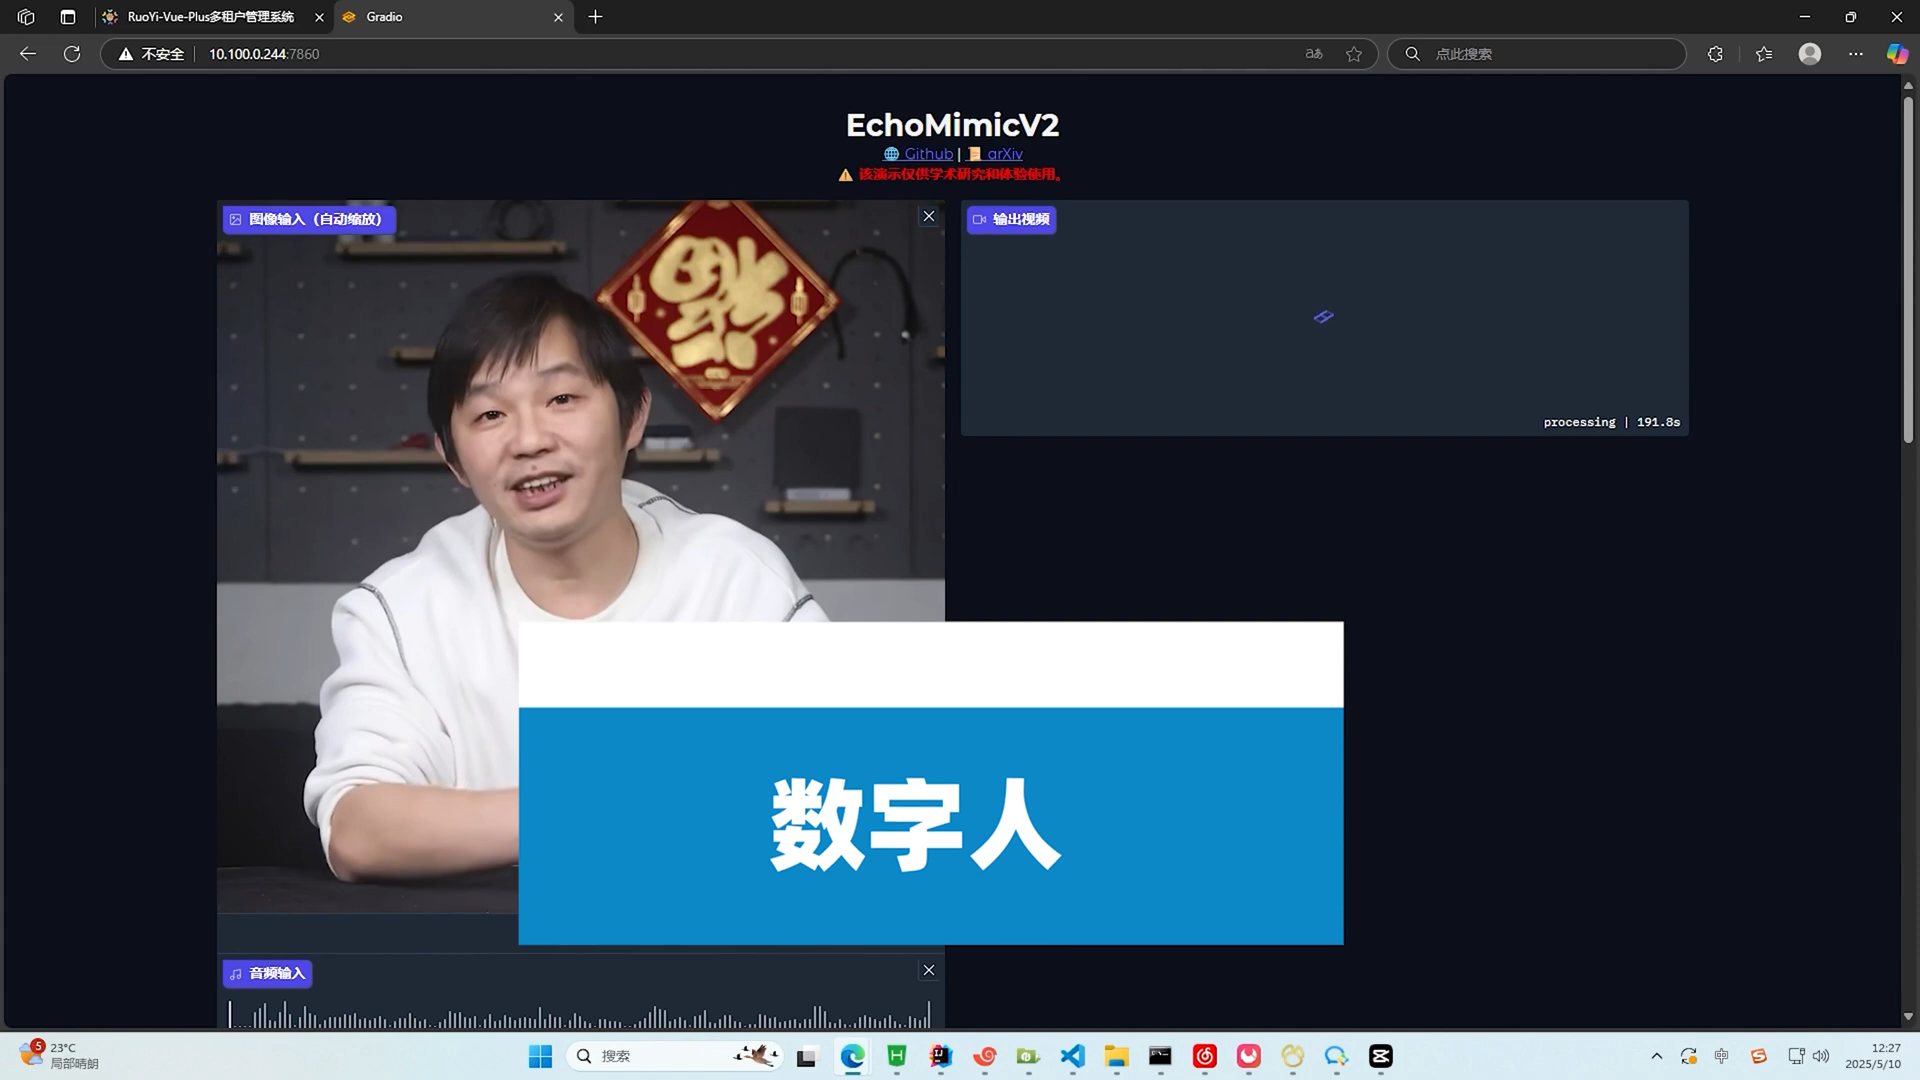 RuoYi-Vue-Plus多租户管理系统
Gradio
不安全
10.100.0.244:7860
点此搜索
EchoMimicV2
Github | arXiv
该演示仅供学术研究和体验使用。
图像输入（自动缩放）
输出视频
processing | 191.8s
数字人
音频输入
5
23°C
局部晴朗
搜索
中
12:27
2025/5/10